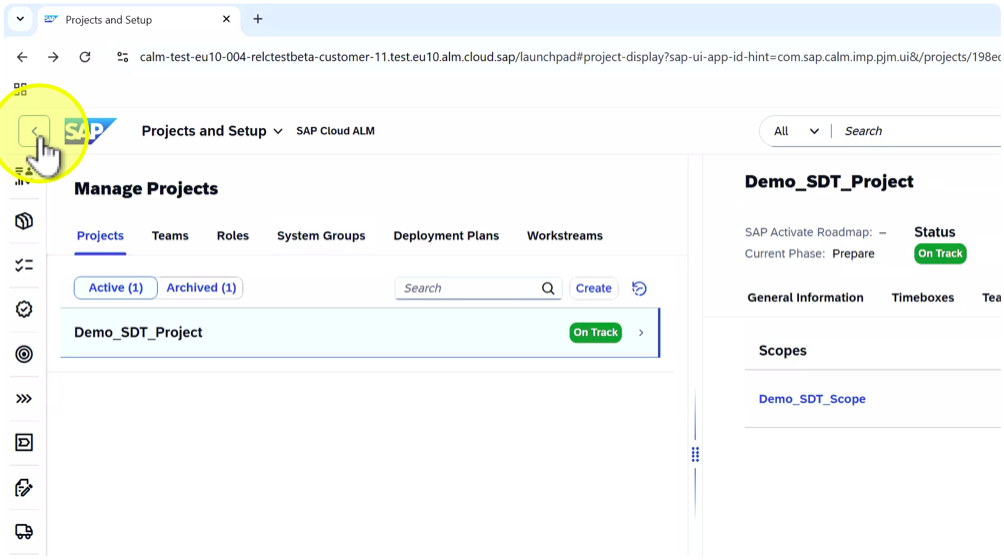 Projects and Setup
calm-test-eu10-004-relctestbeta-customer-11.test.eu10.alm.cloud.sap/launchpad#project-display?sap-ui-app-id-hint=com.sap.calm.imp.pjm.ui&/projects/198ec
SAP Projects and Setup SAP Cloud ALM All Search
Manage Projects
Projects Teams Roles System Groups Deployment Plans Workstreams
Active (1) Archived (1) Search Create
Demo_SDT_Project On Track
Demo_SDT_Project
SAP Activate Roadmap: – Status
Current Phase: Prepare On Track
General Information Timeboxes Tea
Scopes
Demo_SDT_Scope